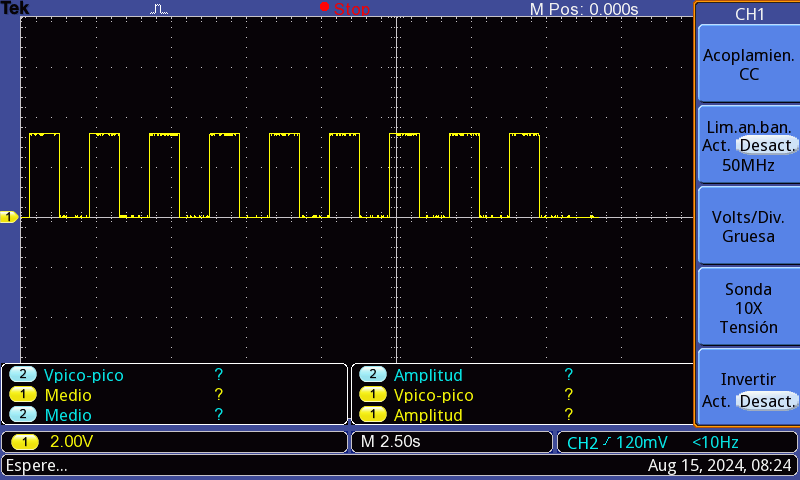 Tek Stop M Pos: 0.000s CH1
Acoplamien.
CC
Lim.an.ban.
Act. Desact.
50MHz
Volts/Div.
Gruesa
Sonda
10X
Tensión
Invertir
Act. Desact.
1
2 Vpico-pico ? 2 Amplitud ?
1 Medio ? 1 Vpico-pico ?
2 Medio ? 1 Amplitud ?
1 2.00V M 2.50s CH2 120mV <10Hz
Espere... Aug 15, 2024, 08:24